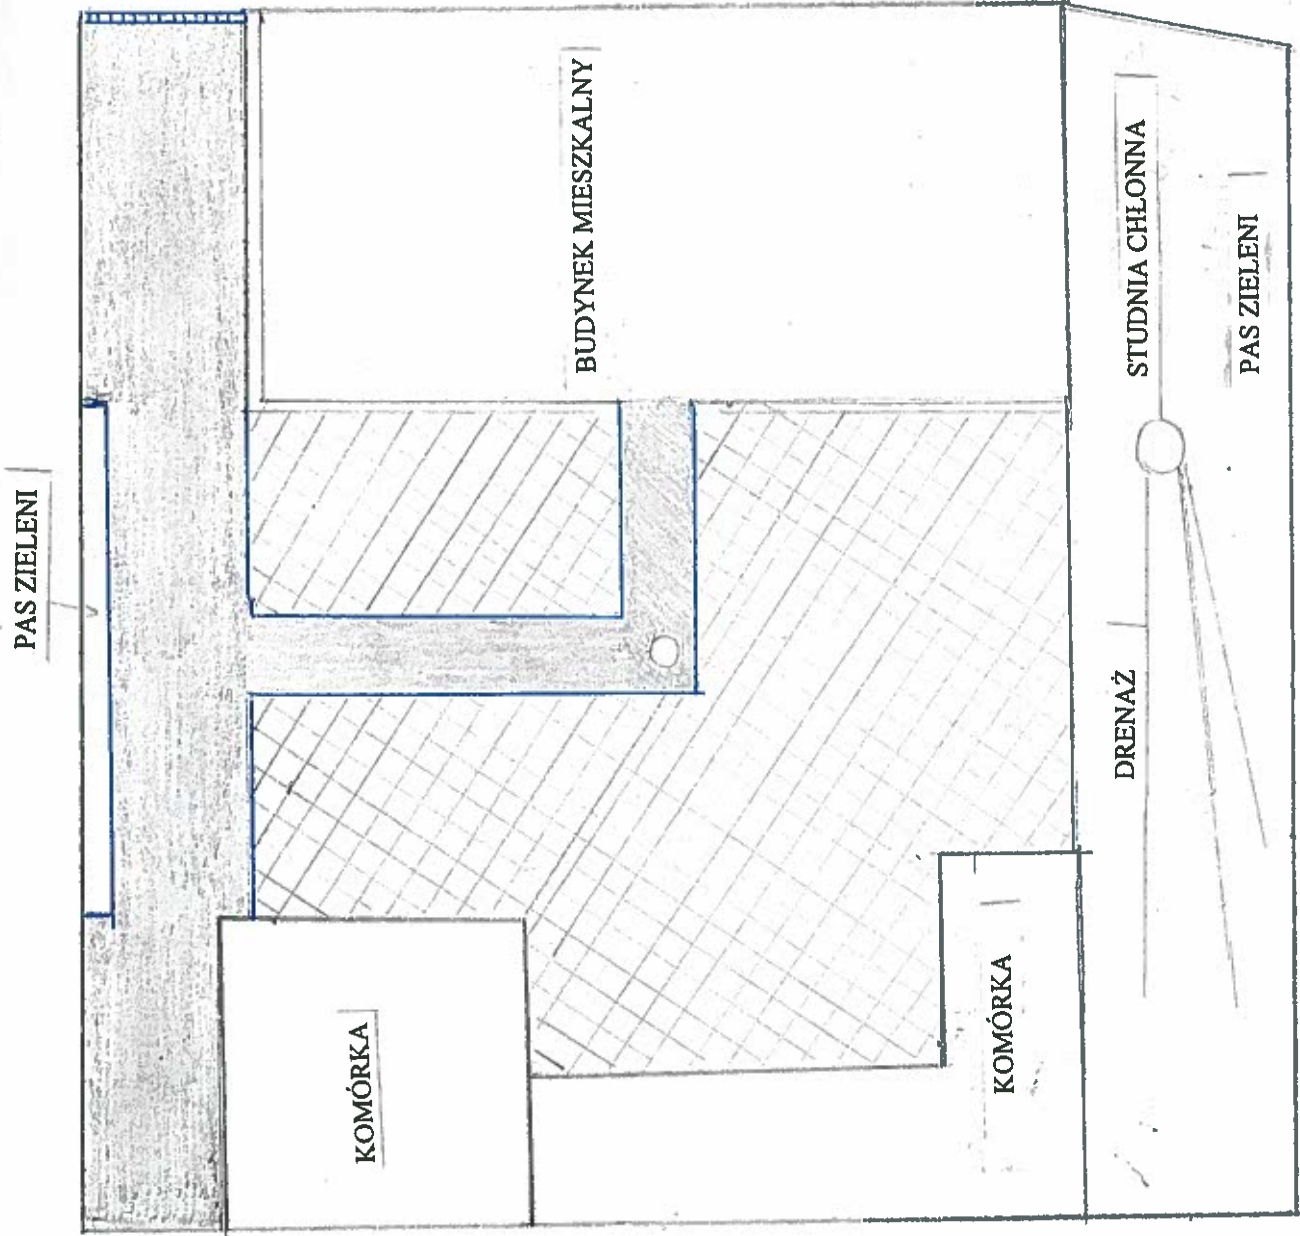 PAS ZIELENI
BUDYNEK MIESZKALNY
STUDNIA CHŁONNA
PAS ZIELENI
DRENAŻ
KOMÓRKA
KOMÓRKA